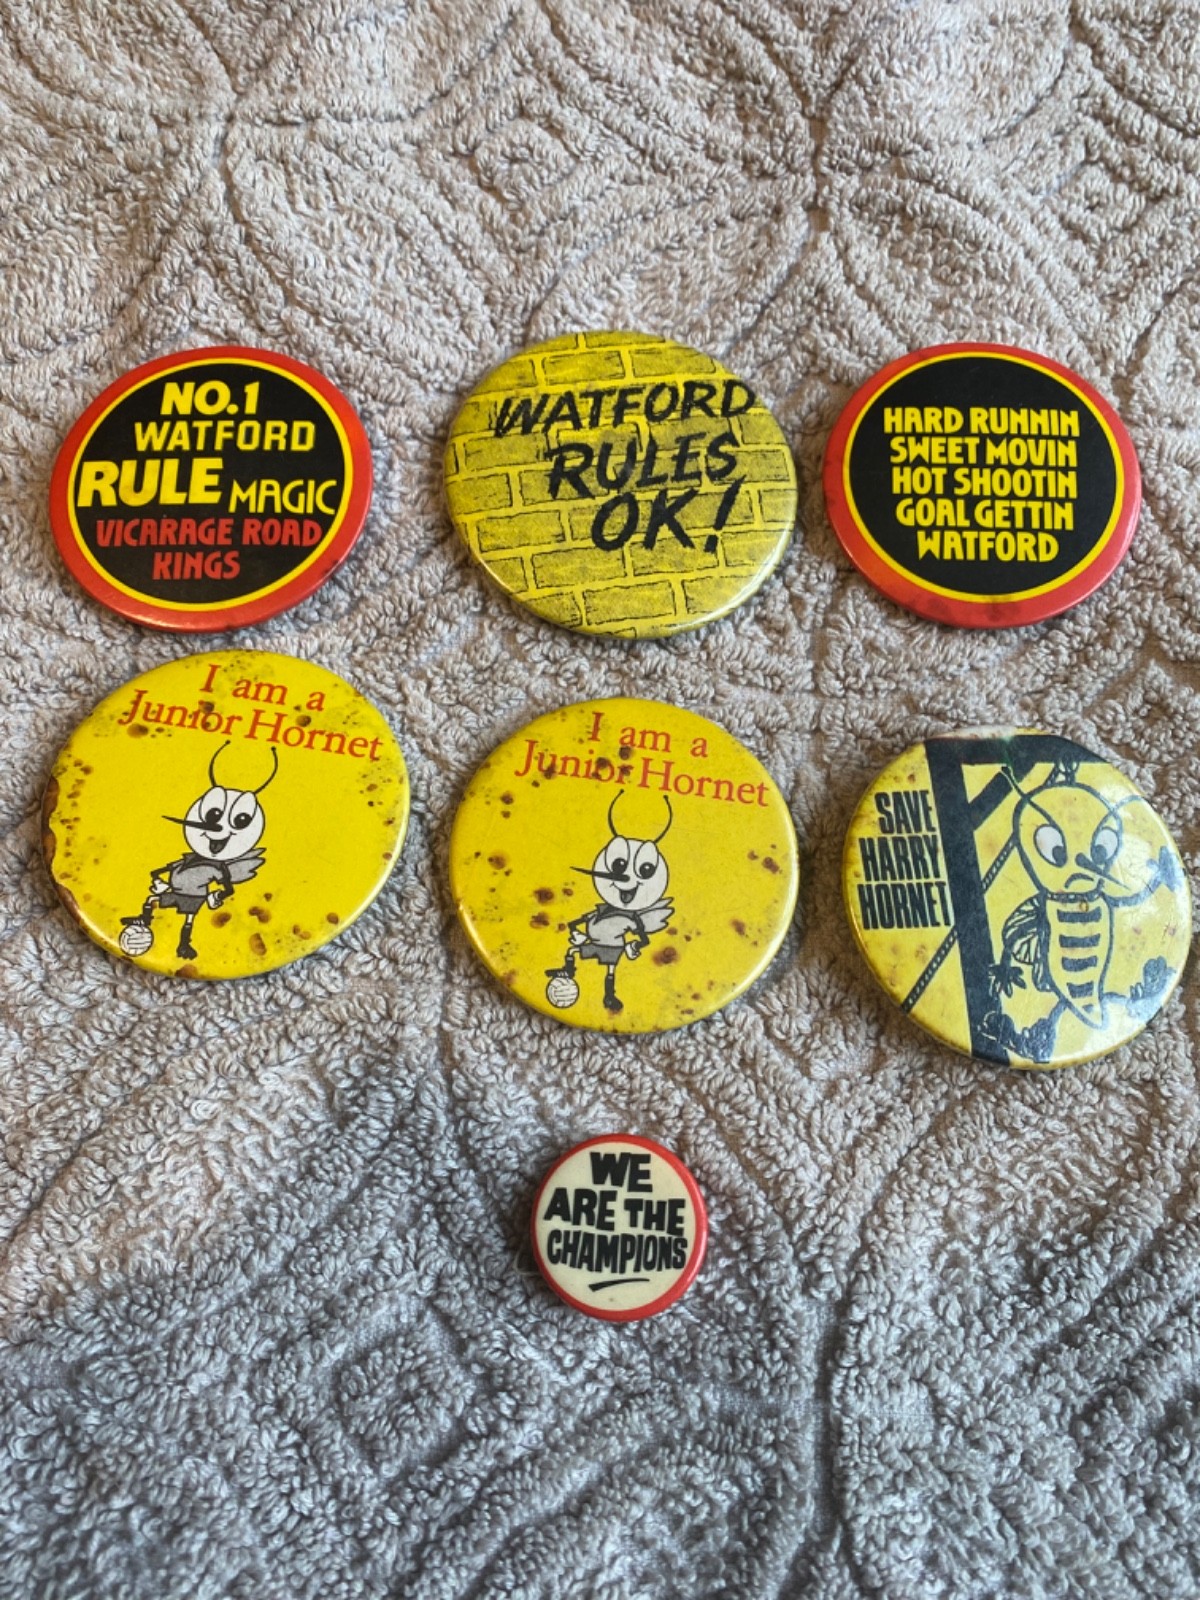 NO.1
WATFORD
RULE MAGIC
VICARAGE ROAD
KINGS
WATFORD
RULES
OK!
HARD RUNNIN
SWEET MOVIN
HOT SHOOTIN
GOAL GETTIN
WATFORD
I am a
Junior Hornet
I am a
Junior Hornet
SAVE
HARRY
HORNET
WE
ARE THE
CHAMPIONS